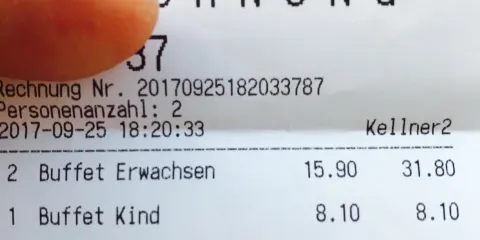 37
Rechnung Nr. 20170925182033787
Personenanzahl: 2
2017-09-25 18:20:33 Kellner2
2 Buffet Erwachsen 15.90 31.80
1 Buffet Kind 8.10 8.10